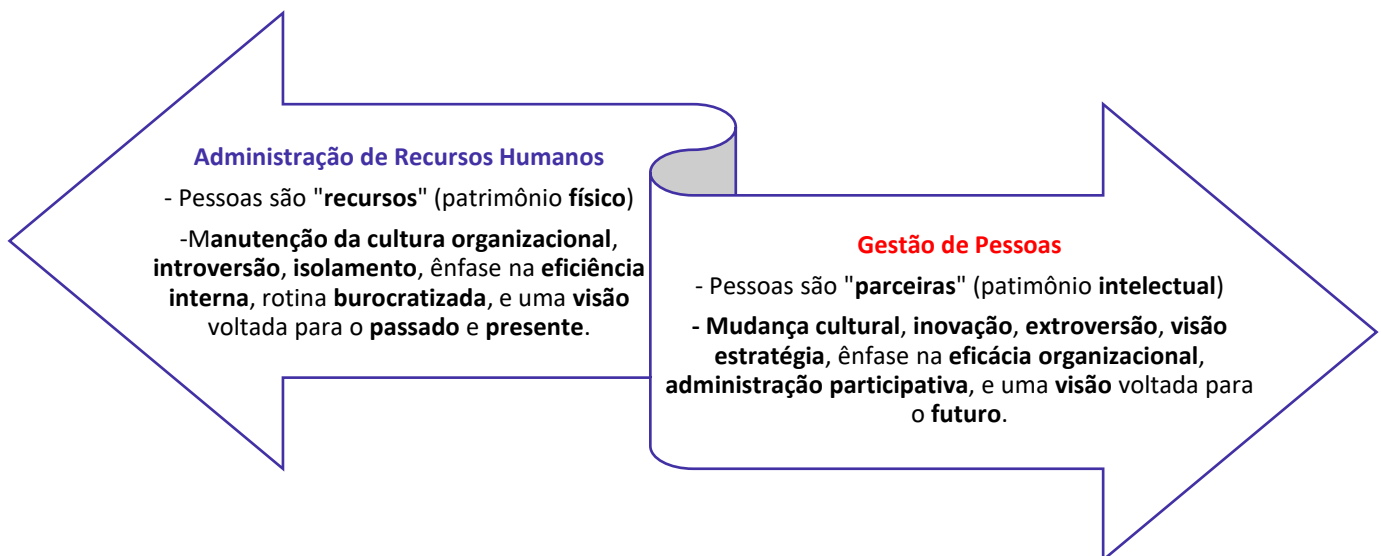 Administração de Recursos Humanos
- Pessoas são "recursos" (patrimônio físico)
-Manutenção da cultura organizacional,
introversão, isolamento, ênfase na eficiência
interna, rotina burocratizada, e uma visão
voltada para o passado e presente.
Gestão de Pessoas
- Pessoas são "parceiras" (patimônio intelectual)
- Mudança cultural, inovação, extroversão, visão
estratégia, ênfase na eficácia organizacional,
administração participativa, e uma visão voltada para
o futuro.